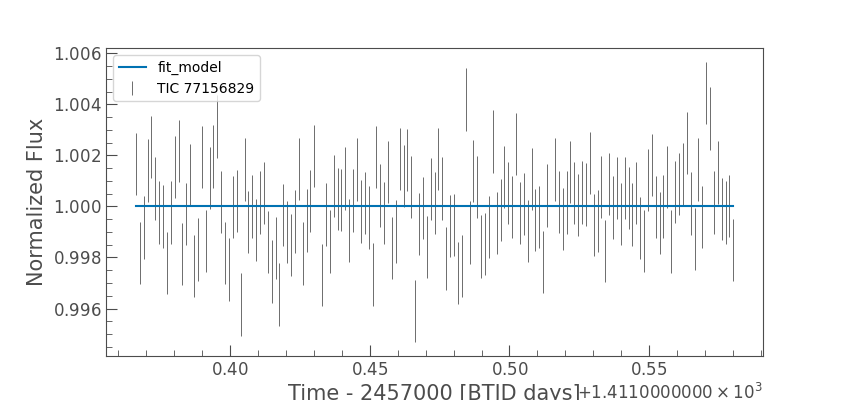 1.006
fit_model
TIC 77156829
1.004
1.002
1.000
0.998
0.996
Normalized Flux
0.40 0.45 0.50 0.55
Time - 2457000 [BTJD days]
+1.4110000000 × 10³